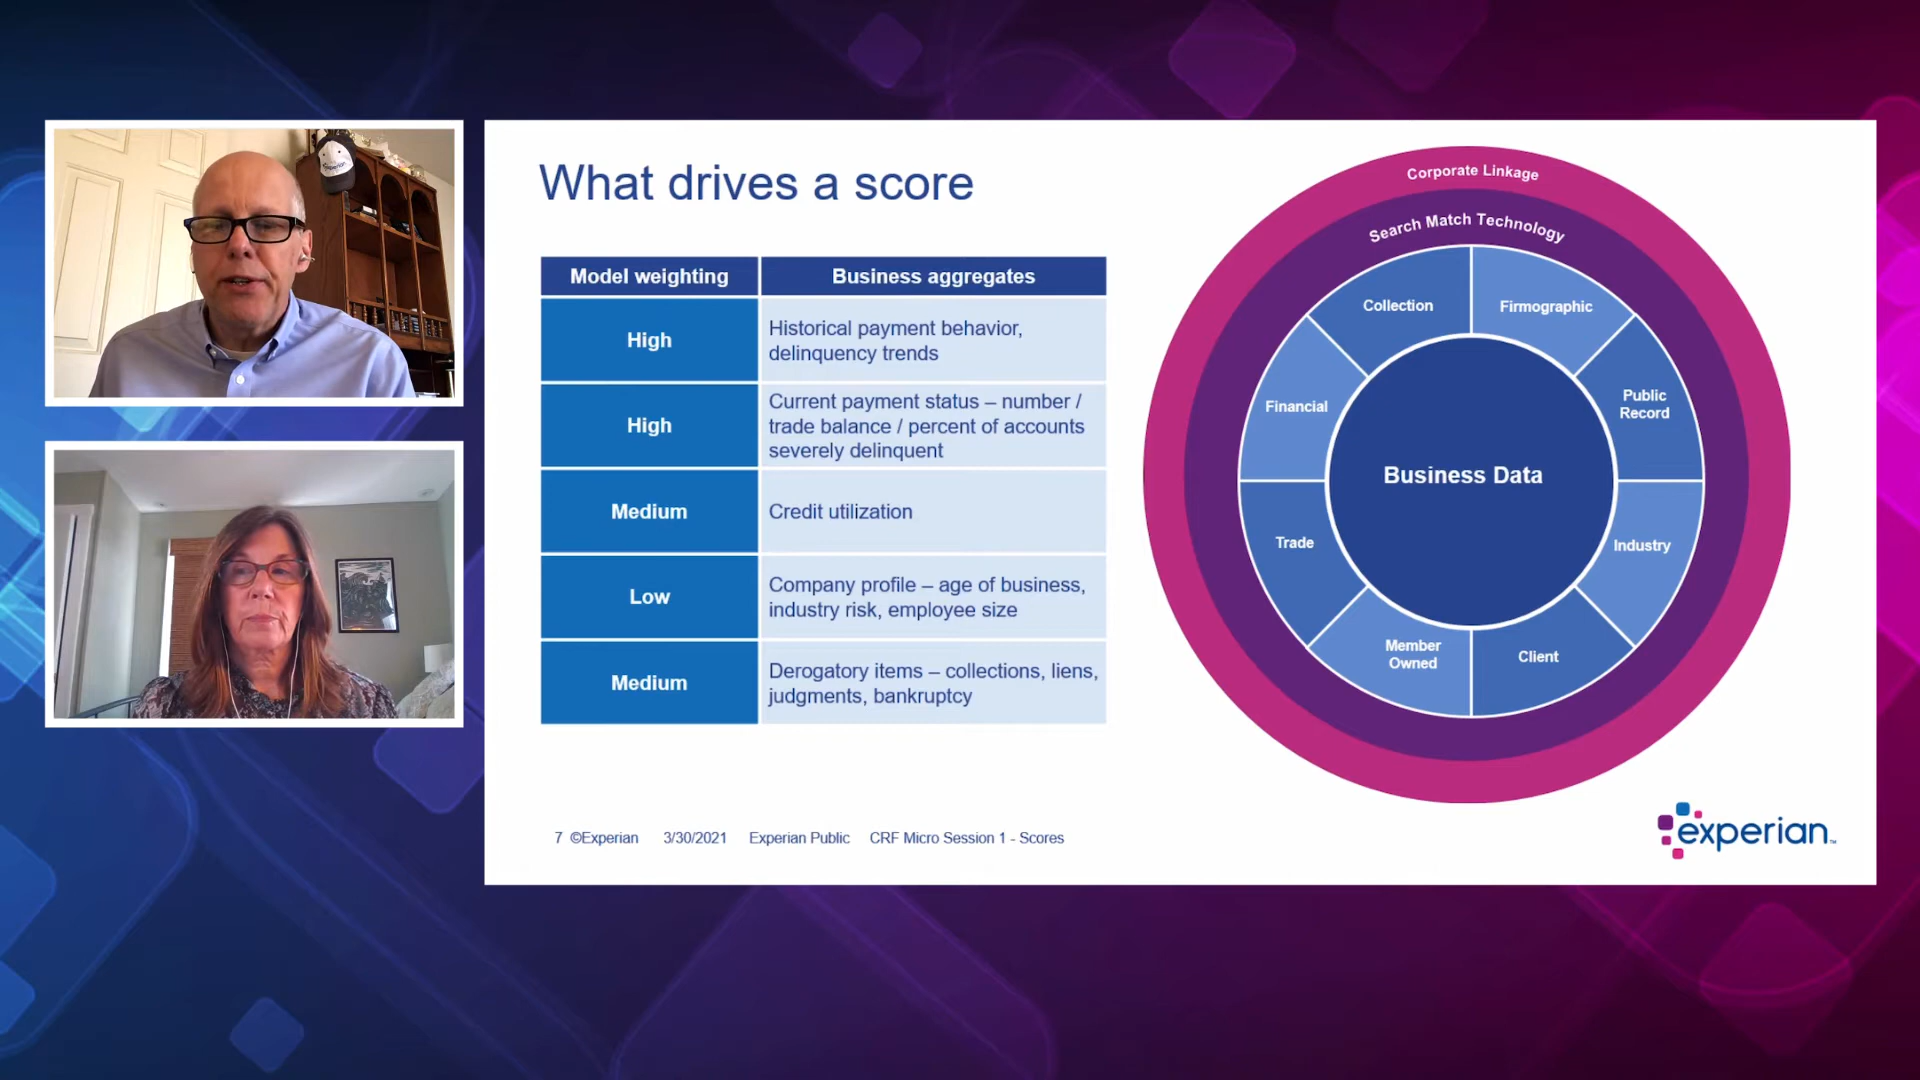 What drives a score
Model weighting
Business aggregates
High
Historical payment behavior,
delinquency trends
High
Current payment status – number /
trade balance / percent of accounts
severely delinquent
Medium
Credit utilization
Low
Company profile – age of business,
industry risk, employee size
Medium
Derogatory items – collections, liens,
judgments, bankruptcy
Corporate Linkage
Search Match Technology
Collection
Firmographic
Financial
Public
Record
Business Data
Trade
Industry
Member
Owned
Client
7 ©Experian 3/30/2021 Experian Public CRF Micro Session 1 - Scores
experian™
experian